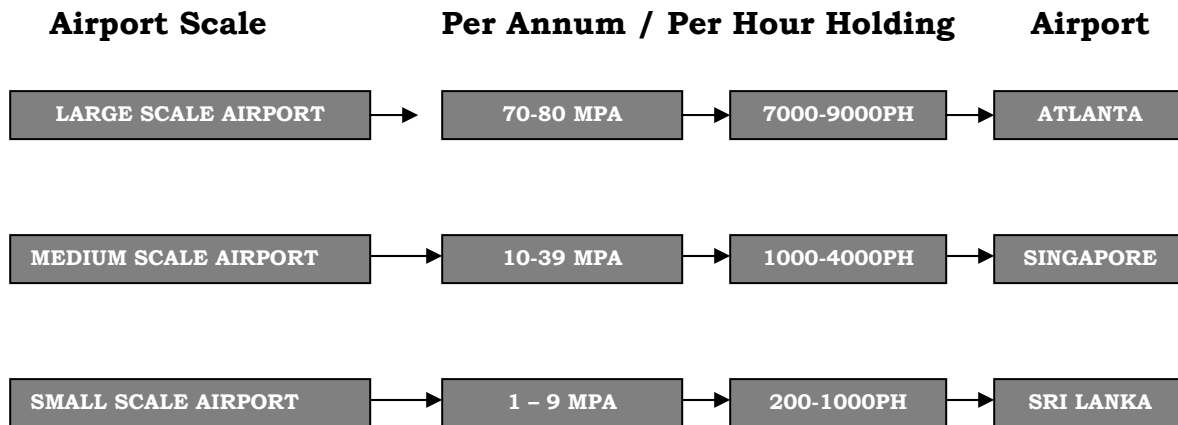 Airport Scale Per Annum / Per Hour Holding Airport
LARGE SCALE AIRPORT 70-80 MPA 7000-9000PH ATLANTA
MEDIUM SCALE AIRPORT 10-39 MPA 1000-4000PH SINGAPORE
SMALL SCALE AIRPORT 1 – 9 MPA 200-1000PH SRI LANKA